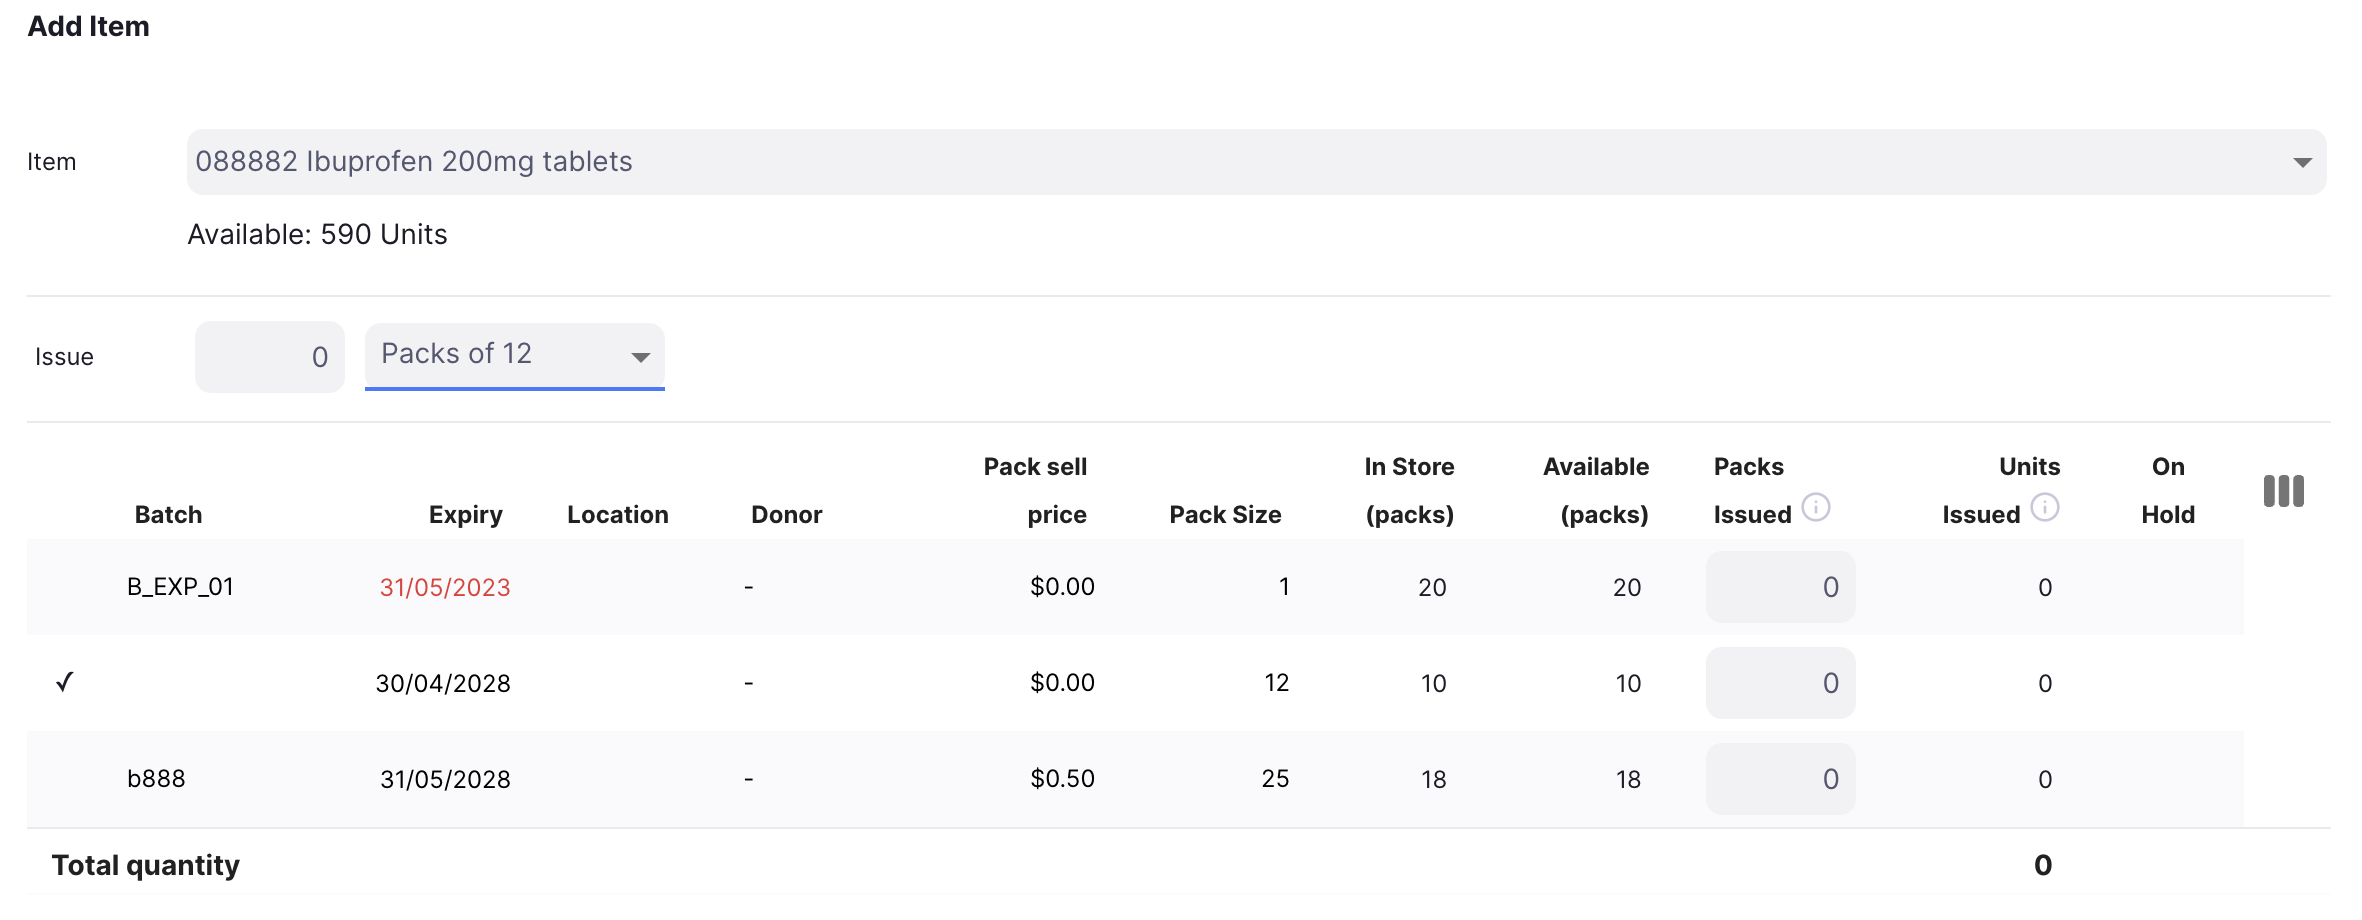 Add Item
Item 088882 Ibuprofen 200mg tablets
Available: 590 Units
Issue 0 Packs of 12
Batch Expiry Location Donor Pack sell price Pack Size In Store (packs) Available (packs) Packs Issued Units Issued On Hold
B_EXP_01 31/05/2023 - $0.00 1 20 20 0 0
✓ 30/04/2028 - $0.00 12 10 10 0 0
b888 31/05/2028 - $0.50 25 18 18 0 0
Total quantity 0